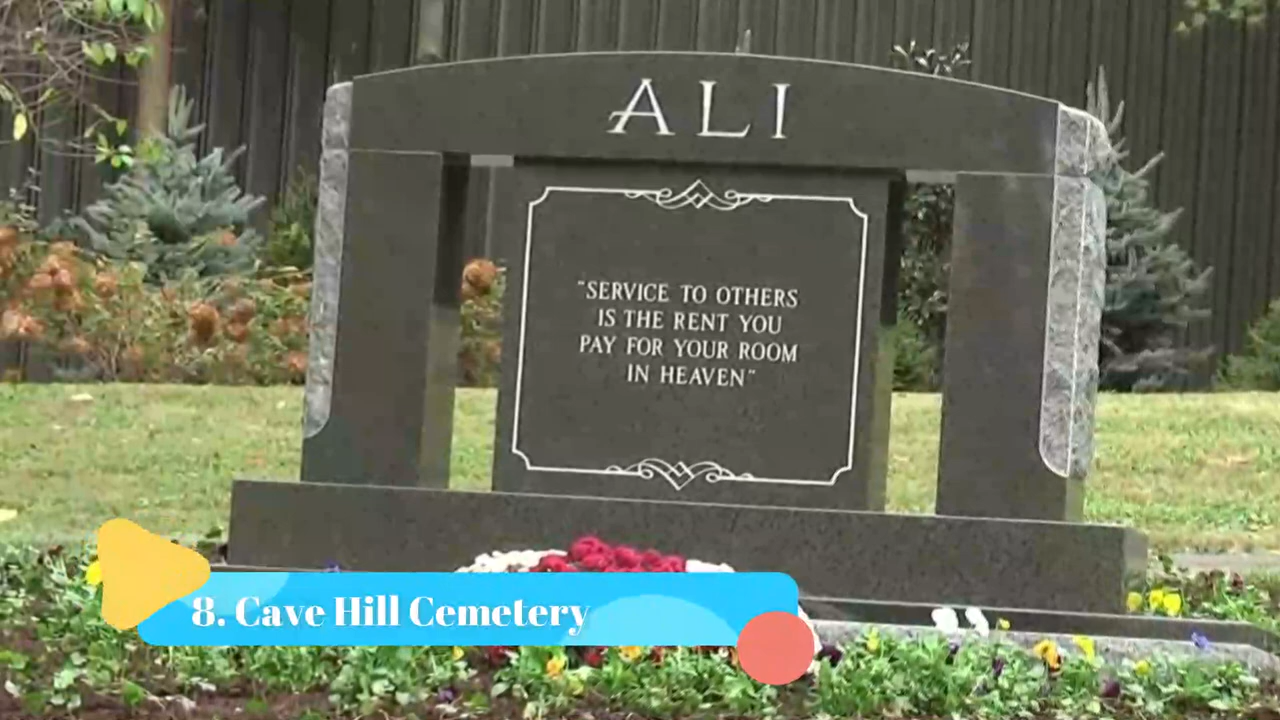 ALI
"SERVICE TO OTHERS
IS THE RENT YOU
PAY FOR YOUR ROOM
IN HEAVEN"
8. Cave Hill Cemetery